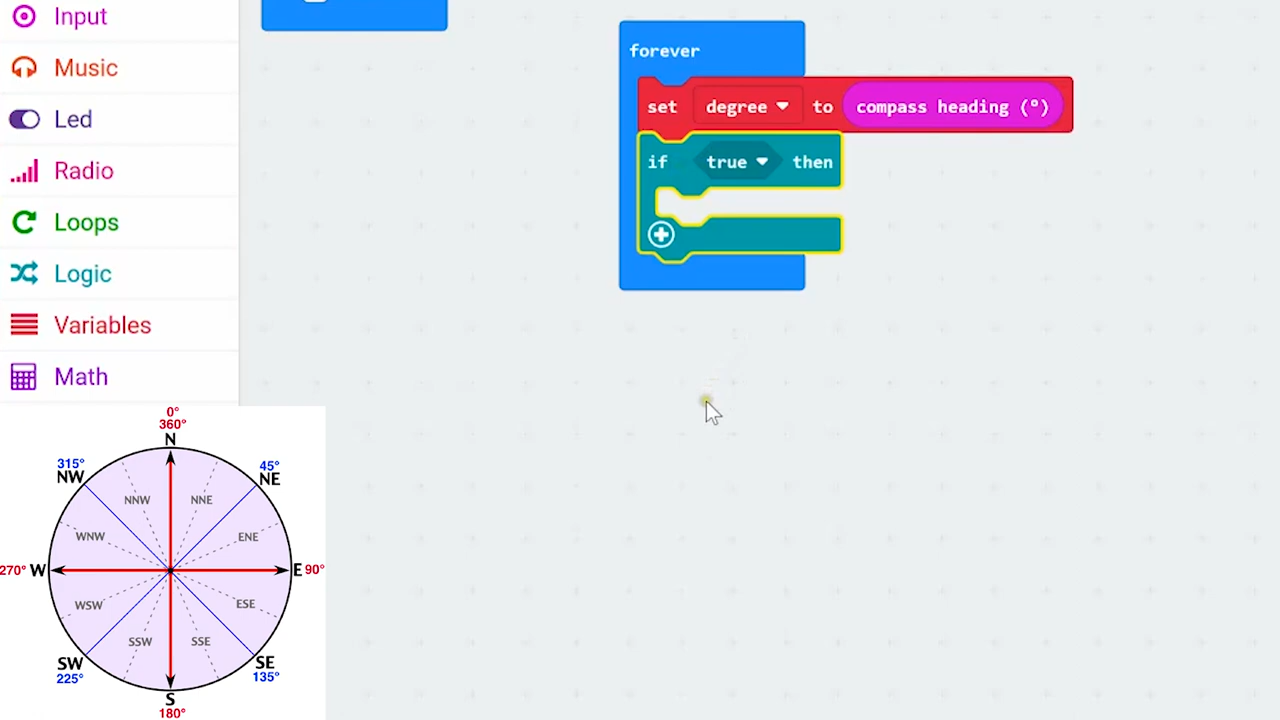 Input
Music
Led
Radio
Loops
Logic
Variables
Math
forever
set degree to compass heading (°)
if true then
0°
360°
N
315°
NW
45°
NE
NNW
NNE
WNW
ENE
270° W
E 90°
WSW
ESE
SSW
SSE
SW
225°
SE
135°
S
180°